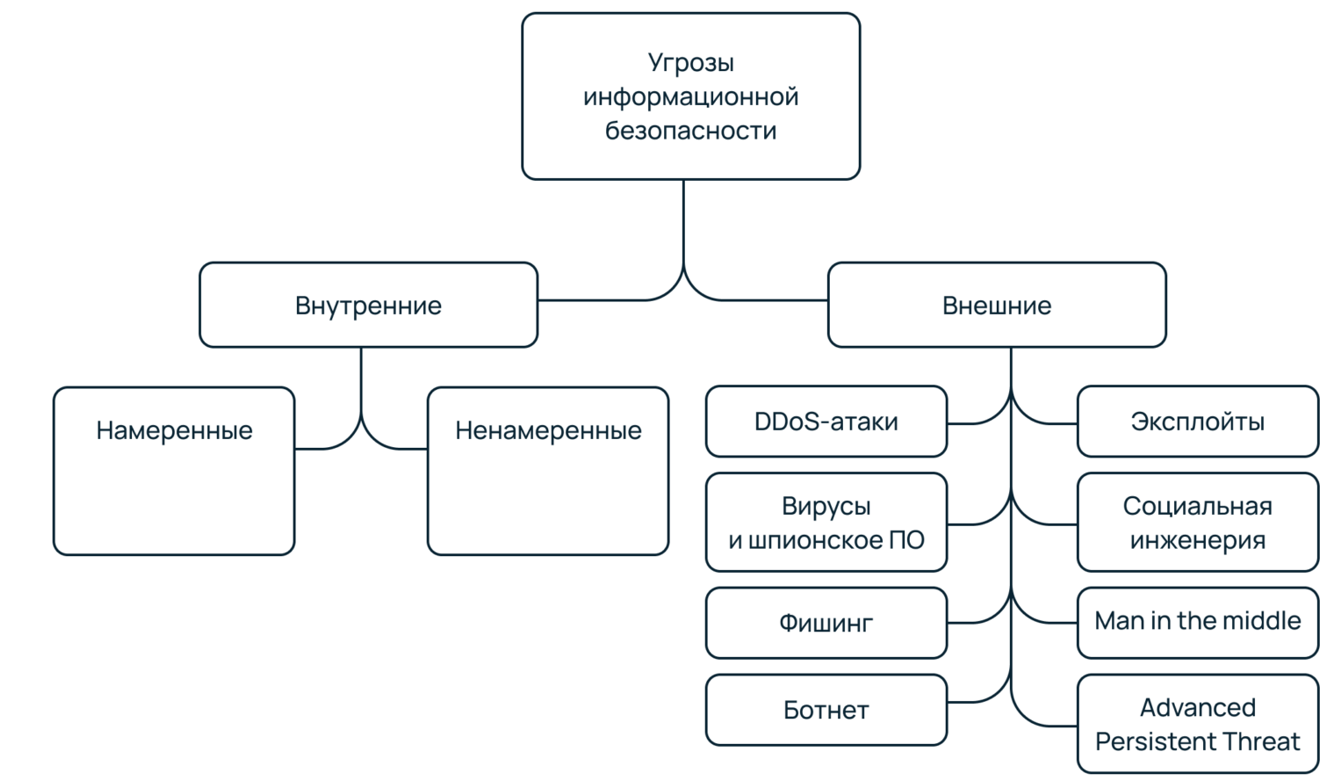 Угрозы
информационной
безопасности
Внутренние
Внешние
Намеренные
Ненамеренные
DDoS-атаки
Эксплойты
Вирусы
и шпионское ПО
Социальная
инженерия
Фишинг
Man in the middle
Ботнет
Advanced
Persistent Threat